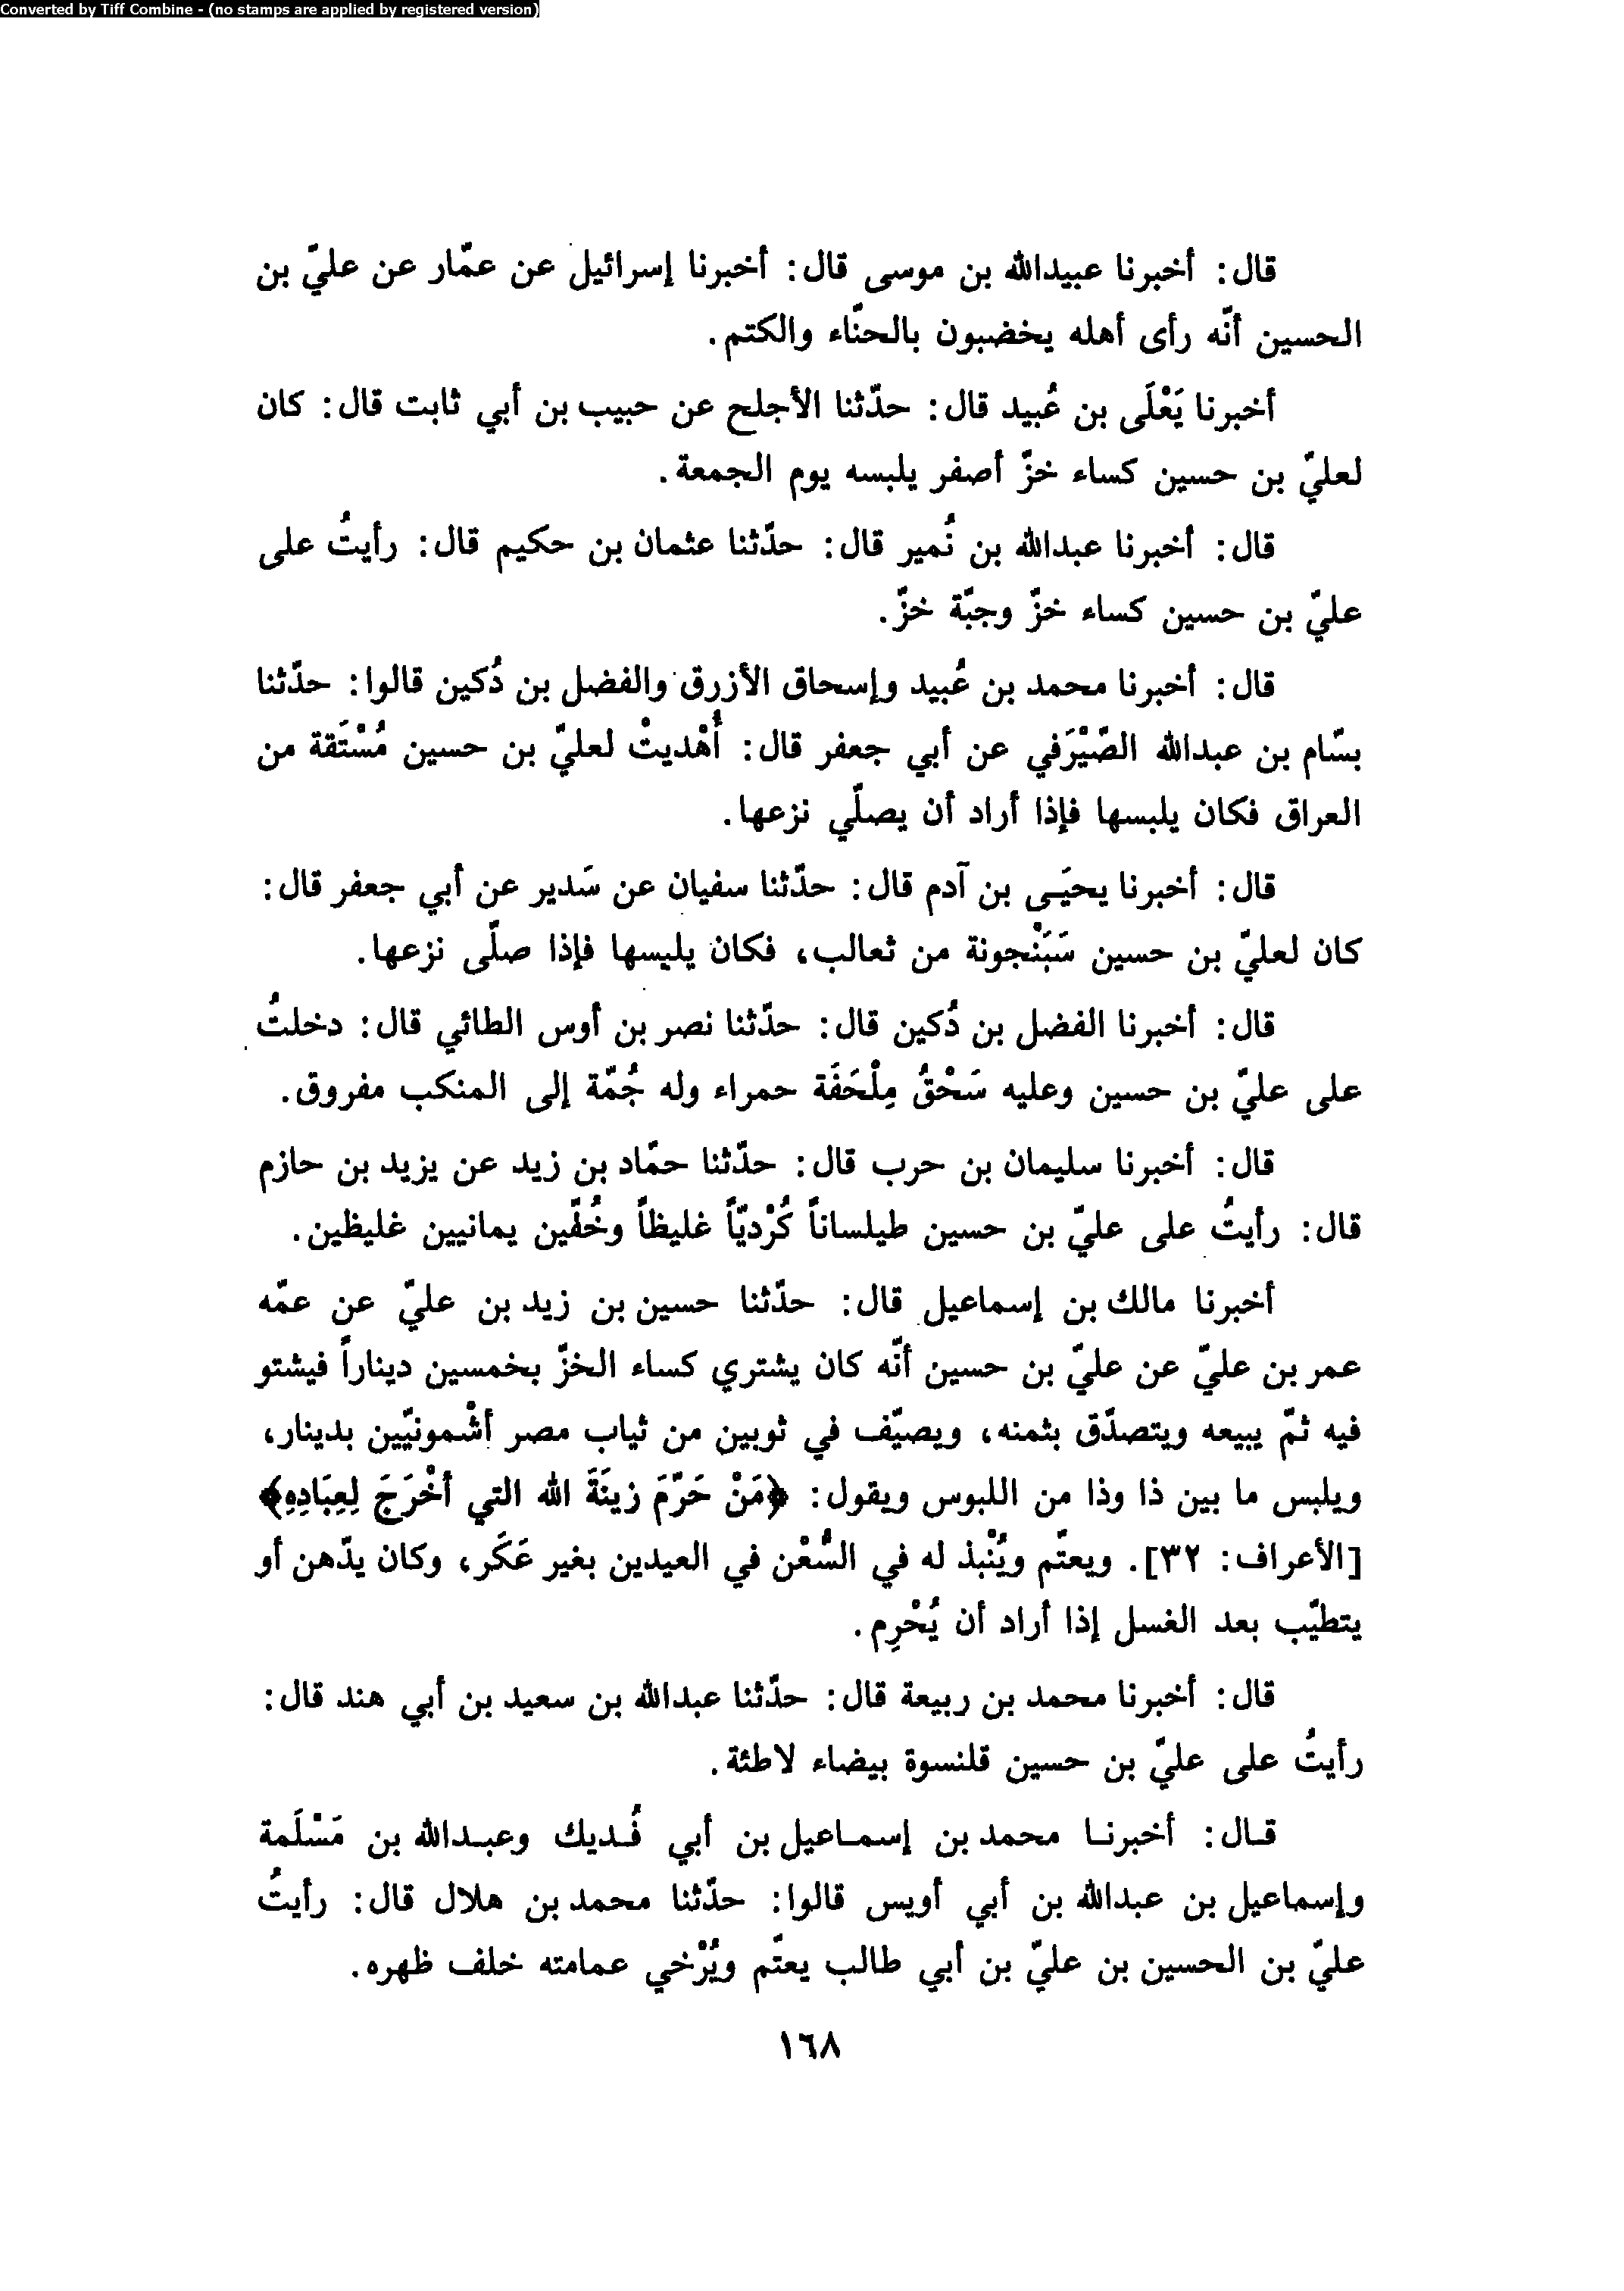 Converted by Tiff Combine - (no stamps are applied by registered version)
قال: أخبرنا عبيدالله بن موسى قال: أخبرنا إسرائيل عن عمّار عن عليّ بن
الحسين أنّه رأى أهله يخضبون بالحنّاء والكتم.
أخبرنا يَعْلَى بن عُبيد قال: حدّثنا الأجلح عن حبيب بن أبي ثابت قال: كان
لعليّ بن حسين كساء خزّ أصفر يلبسه يوم الجمعة.
قال: أخبرنا عبدالله بن نُمير قال: حدّثنا عثمان بن حكيم قال: رأيتُ على
عليّ بن حسين كساء خزّ وجبّة خزّ.
قال: أخبرنا محمد بن عُبيد وإسحاق الأزرق والفضل بن دُكين قالوا: حدّثنا
بسّام بن عبدالله الصّيْرَفي عن أبي جعفر قال: أُهْديتْ لعليّ بن حسين مُسْتَقة من
العراق فكان يلبسها فإذا أراد أن يصلّي نزعها.
قال: أخبرنا يحيَى بن آدم قال: حدّثنا سفيان عن سَدير عن أبي جعفر قال:
كان لعليّ بن حسين سَبَنْجونة من ثعالب، فكان يلبسها فإذا صلّى نزعها.
قال: أخبرنا الفضل بن دُكين قال: حدّثنا نصر بن أوس الطائي قال: دخلتُ
على عليّ بن حسين وعليه سَحْقُ مِلْحَفَة حمراء وله جُمّة إلى المنكب مفروق.
قال: أخبرنا سليمان بن حرب قال: حدّثنا حمّاد بن زيد عن يزيد بن حازم
قال: رأيتُ على عليّ بن حسين طيلساناً كُرْديّاً غليظاً وخُفّين يمانيين غليظين.
أخبرنا مالك بن إسماعيل قال: حدّثنا حسين بن زيد بن عليّ عن عمّه
عمر بن عليّ عن عليّ بن حسين أنّه كان يشتري كساء الخزّ بخمسين ديناراً فيشتو
فيه ثمّ يبيعه ويتصدّق بثمنه، ويصيّف في ثوبين من ثياب مصر أشْمونيّين بدينار،
ويلبس ما بين ذا وذا من اللبوس ويقول: ﴿مَنْ حَرّمَ زينَةَ الله التي أخْرَجَ لِعِبَادِهِ﴾
[الأعراف: ٣٢]. ويعتّم ويُنْبذ له في السُّعْن في العيدين بغير عَكَر، وكان يدّهن أو
يتطيّب بعد الغسل إذا أراد أن يُحْرِم.
قال: أخبرنا محمد بن ربيعة قال: حدّثنا عبدالله بن سعيد بن أبي هند قال:
رأيتُ على عليّ بن حسين قلنسوة بيضاء لاطئة.
قـال: أخبرنـا محمد بن إسمـاعيل بن أبي فُـديك وعبـدالله بن مَسْلَمة
وإسماعيل بن عبدالله بن أبي أويس قالوا: حدّثنا محمد بن هلال قال: رأيتُ
عليّ بن الحسين بن عليّ بن أبي طالب يعتّم ويُرْخي عمامته خلف ظهره.
١٦٨